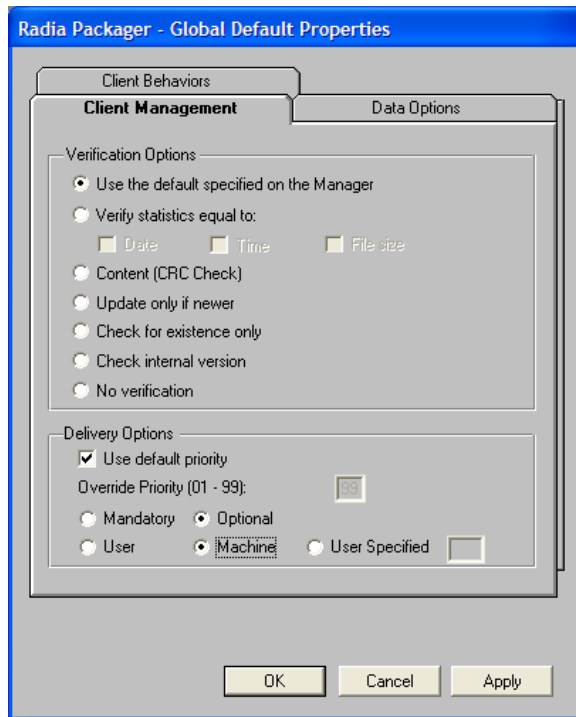 Radia Packager - Global Default Properties
Client Behaviors
Client Management Data Options
Verification Options
Use the default specified on the Manager
Verify statistics equal to:
Date Time File size
Content (CRC Check)
Update only if newer
Check for existence only
Check internal version
No verification
Delivery Options
Use default priority
Override Priority (01 - 99): 99
Mandatory Optional
User Machine User Specified
OK Cancel Apply